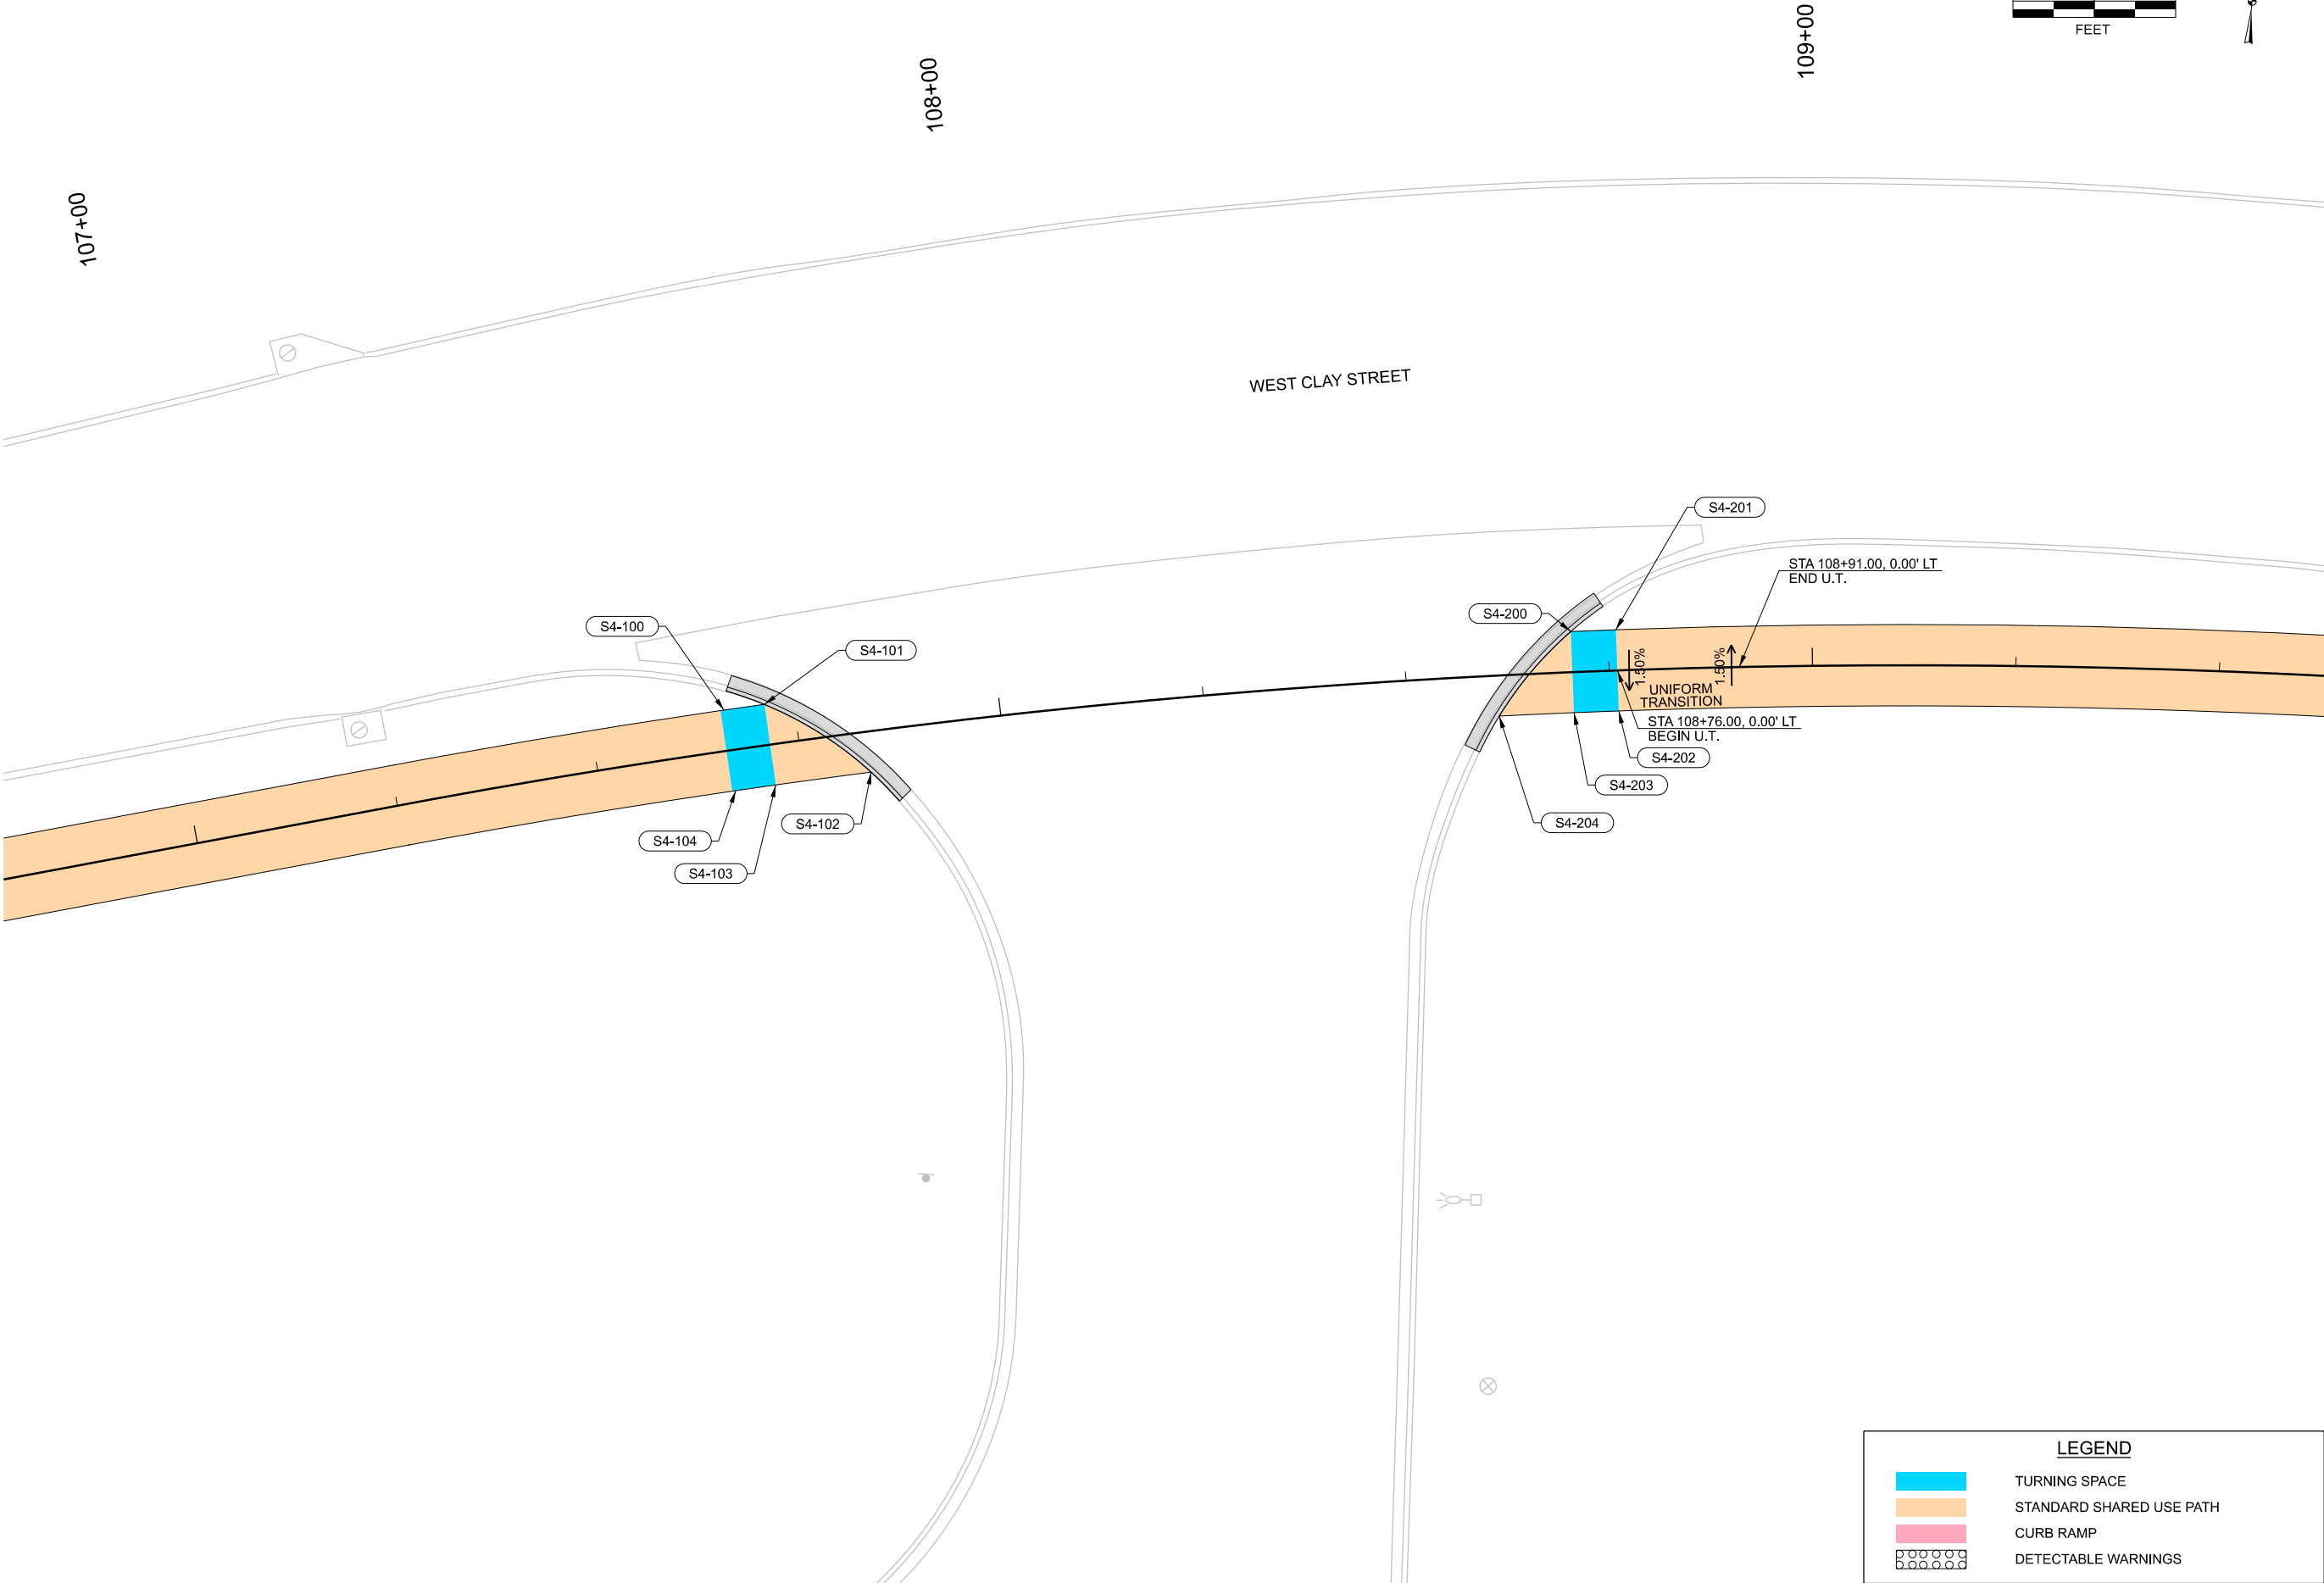 109+00
FEET
108+00
107+00
WEST CLAY STREET
S4-201
STA 108+91.00, 0.00' LT
END U.T.
S4-200
S4-100
S4-101
1.50%
1.50%
UNIFORM
TRANSITION
STA 108+76.00, 0.00' LT
BEGIN U.T.
S4-202
S4-203
S4-204
S4-102
S4-104
S4-103
LEGEND
TURNING SPACE
STANDARD SHARED USE PATH
CURB RAMP
DETECTABLE WARNINGS